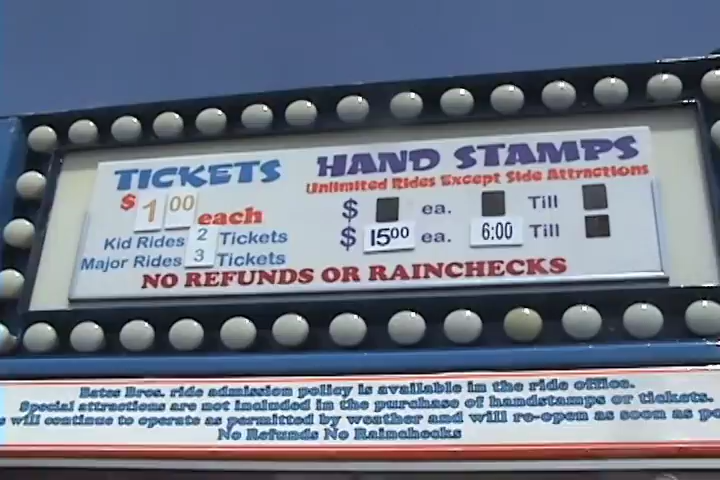 TICKETS
$ 1 00 each
Kid Rides 2 Tickets
Major Rides 3 Tickets
HAND STAMPS
Unlimited Rides Except Side Attractions
$ ea. Till
$ 15 00 ea. 6:00 Till
NO REFUNDS OR RAINCHECKS
Bates Bros. ride admission policy is available in the ride office.
Special attractions are not included in the purchase of handstamps or tickets.
will continue to operate as permitted by weather and will re-open as soon as
No Refunds No Rainchecks